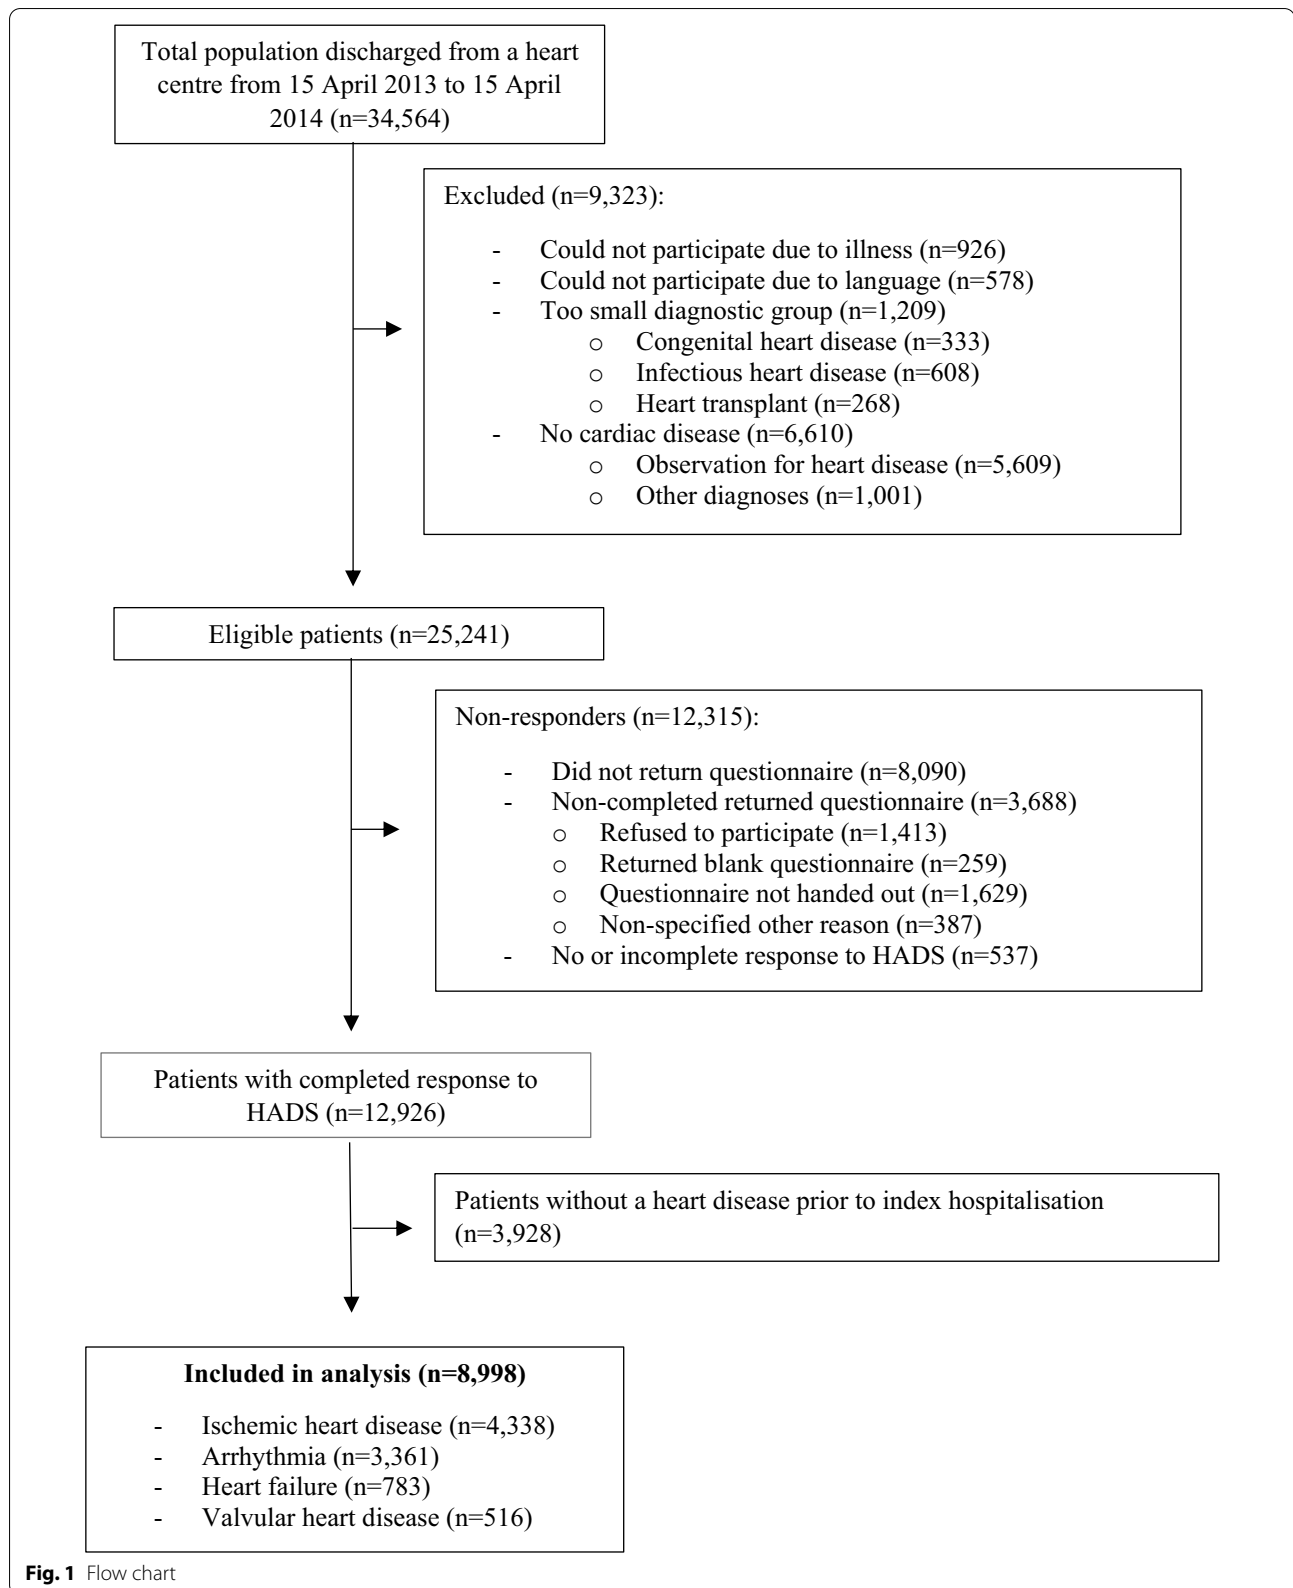 Total population discharged from a heart
centre from 15 April 2013 to 15 April
2014 (n=34,564)
Excluded (n=9,323):
- Could not participate due to illness (n=926)
- Could not participate due to language (n=578)
- Too small diagnostic group (n=1,209)
o Congenital heart disease (n=333)
o Infectious heart disease (n=608)
o Heart transplant (n=268)
- No cardiac disease (n=6,610)
o Observation for heart disease (n=5,609)
o Other diagnoses (n=1,001)
Eligible patients (n=25,241)
Non-responders (n=12,315):
- Did not return questionnaire (n=8,090)
- Non-completed returned questionnaire (n=3,688)
o Refused to participate (n=1,413)
o Returned blank questionnaire (n=259)
o Questionnaire not handed out (n=1,629)
o Non-specified other reason (n=387)
- No or incomplete response to HADS (n=537)
Patients with completed response to
HADS (n=12,926)
Patients without a heart disease prior to index hospitalisation
(n=3,928)
Included in analysis (n=8,998)
- Ischemic heart disease (n=4,338)
- Arrhythmia (n=3,361)
- Heart failure (n=783)
- Valvular heart disease (n=516)
Fig. 1 Flow chart